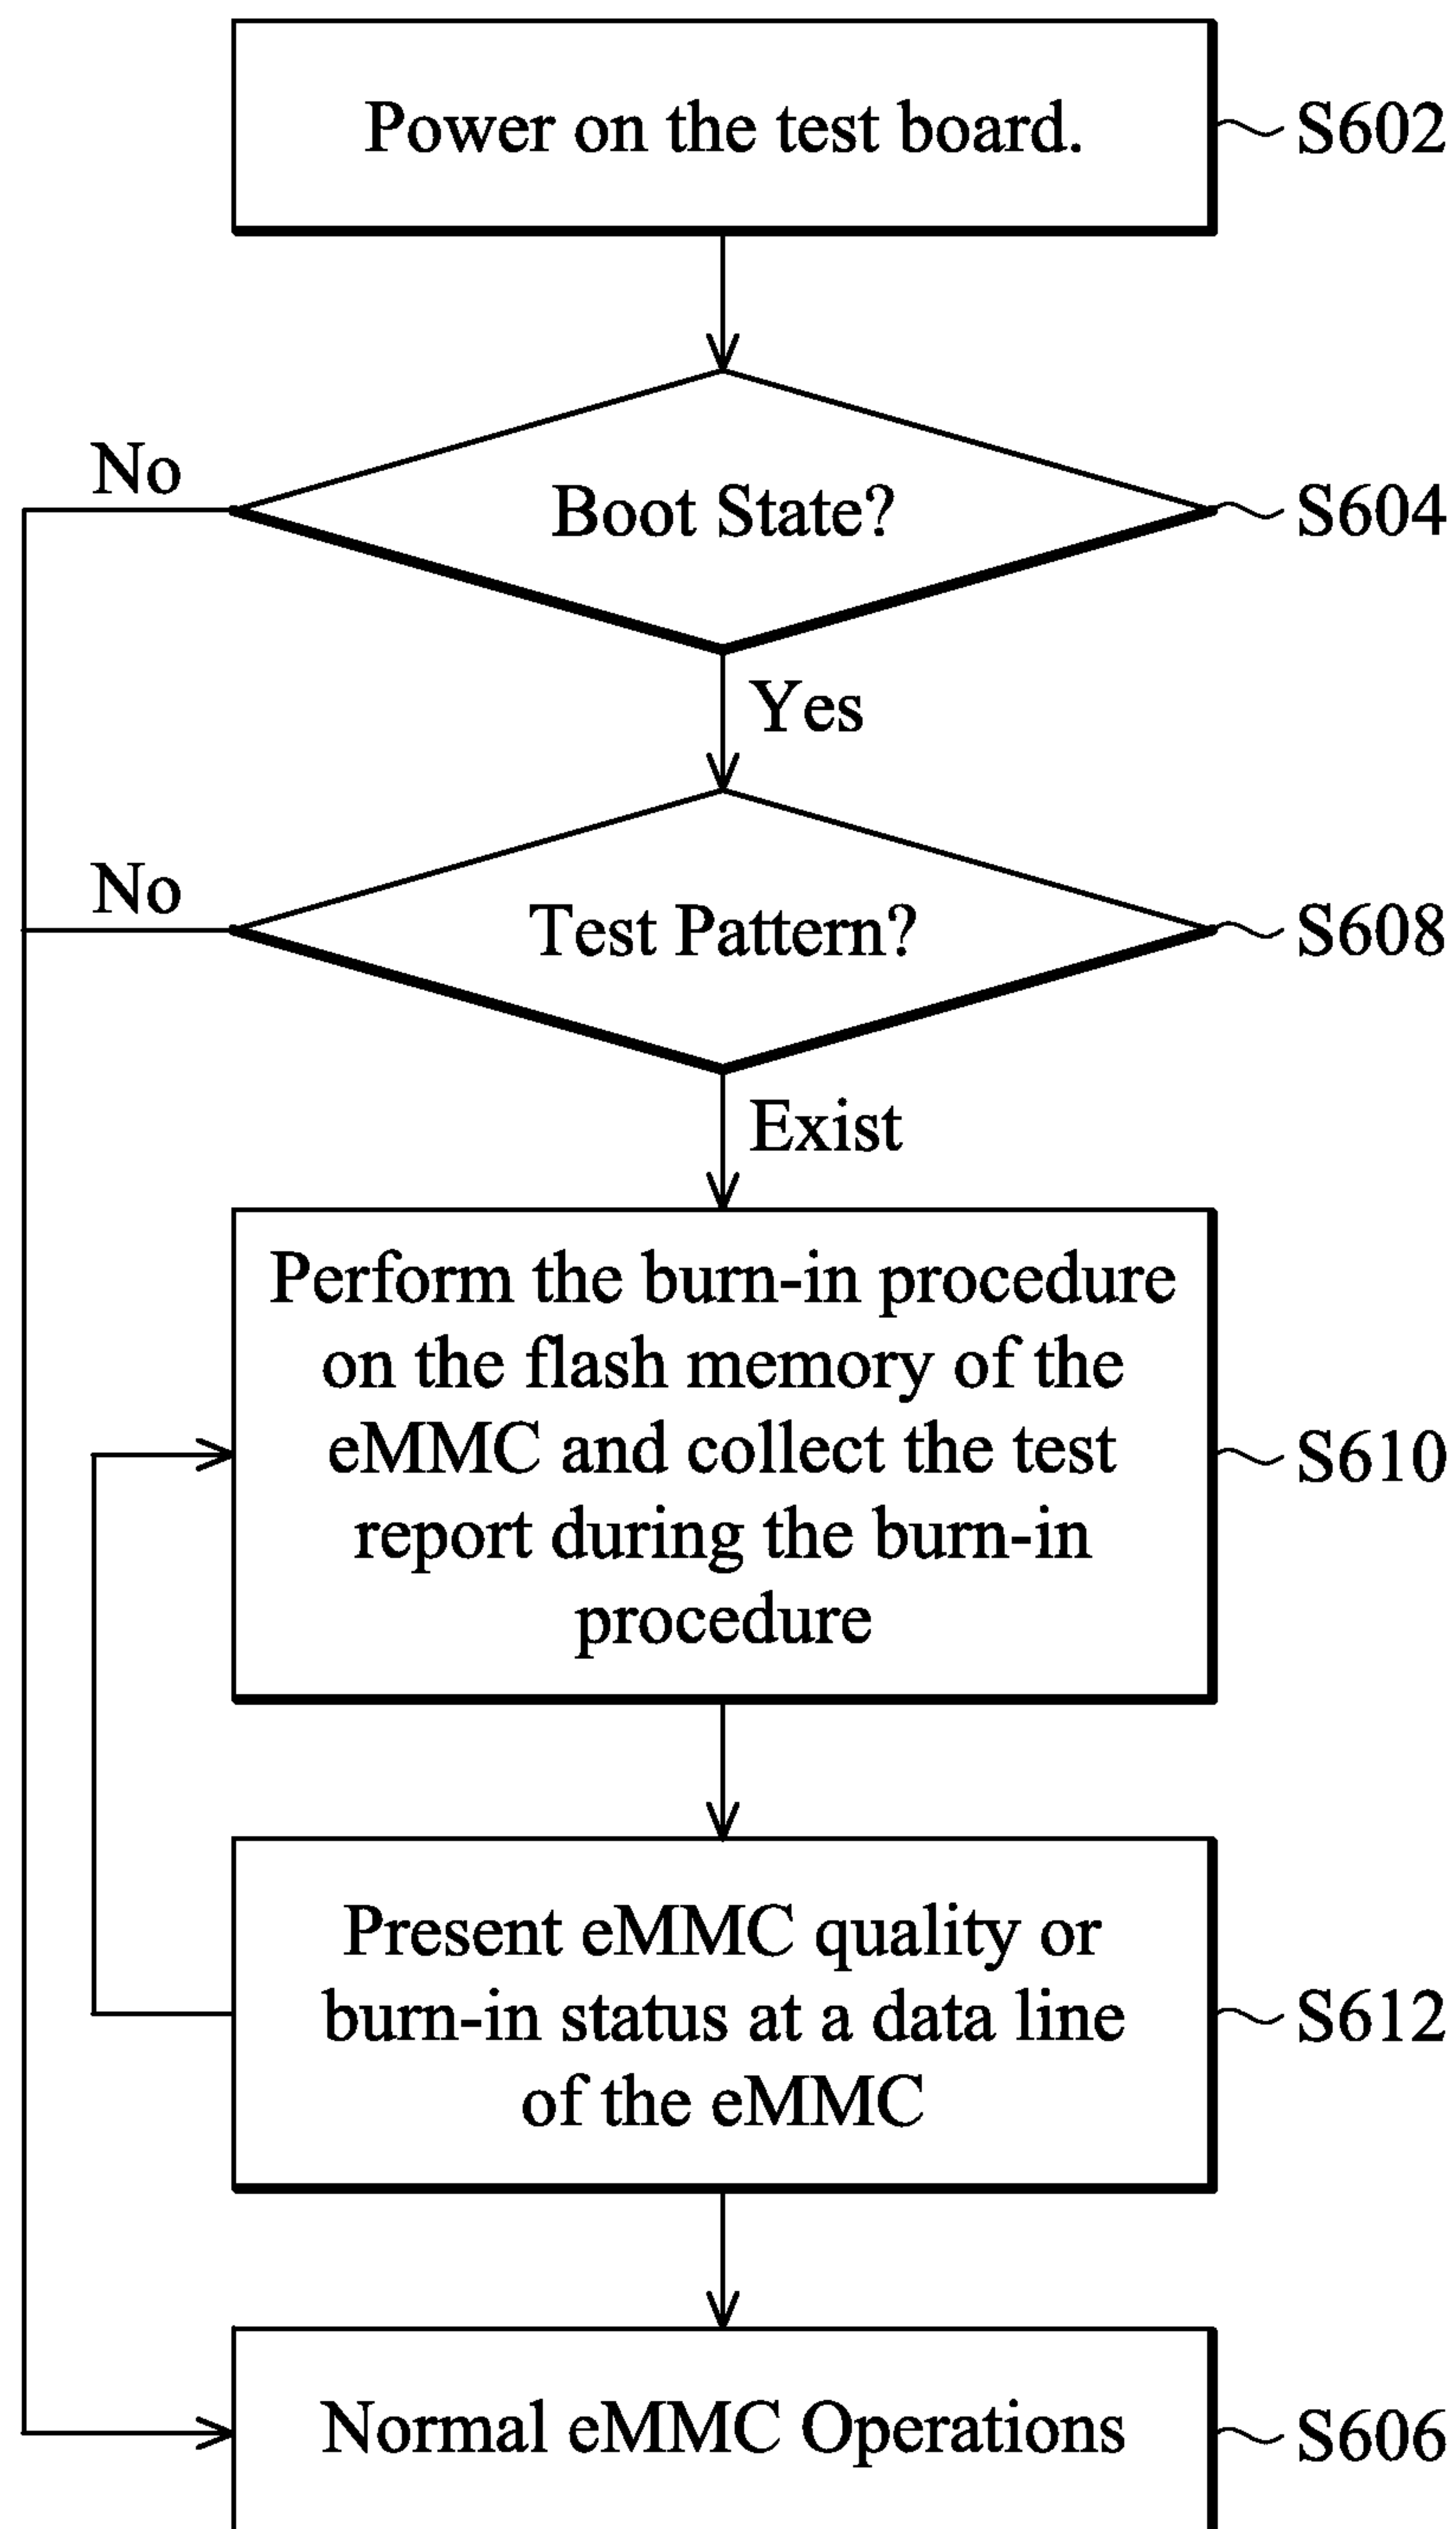 Power on the test board.
S602
No
Boot State?
S604
Yes
No
Test Pattern?
S608
Exist
Perform the burn-in procedure
on the flash memory of the
eMMC and collect the test
report during the burn-in
procedure
S610
Present eMMC quality or
burn-in status at a data line
of the eMMC
S612
Normal eMMC Operations
S606